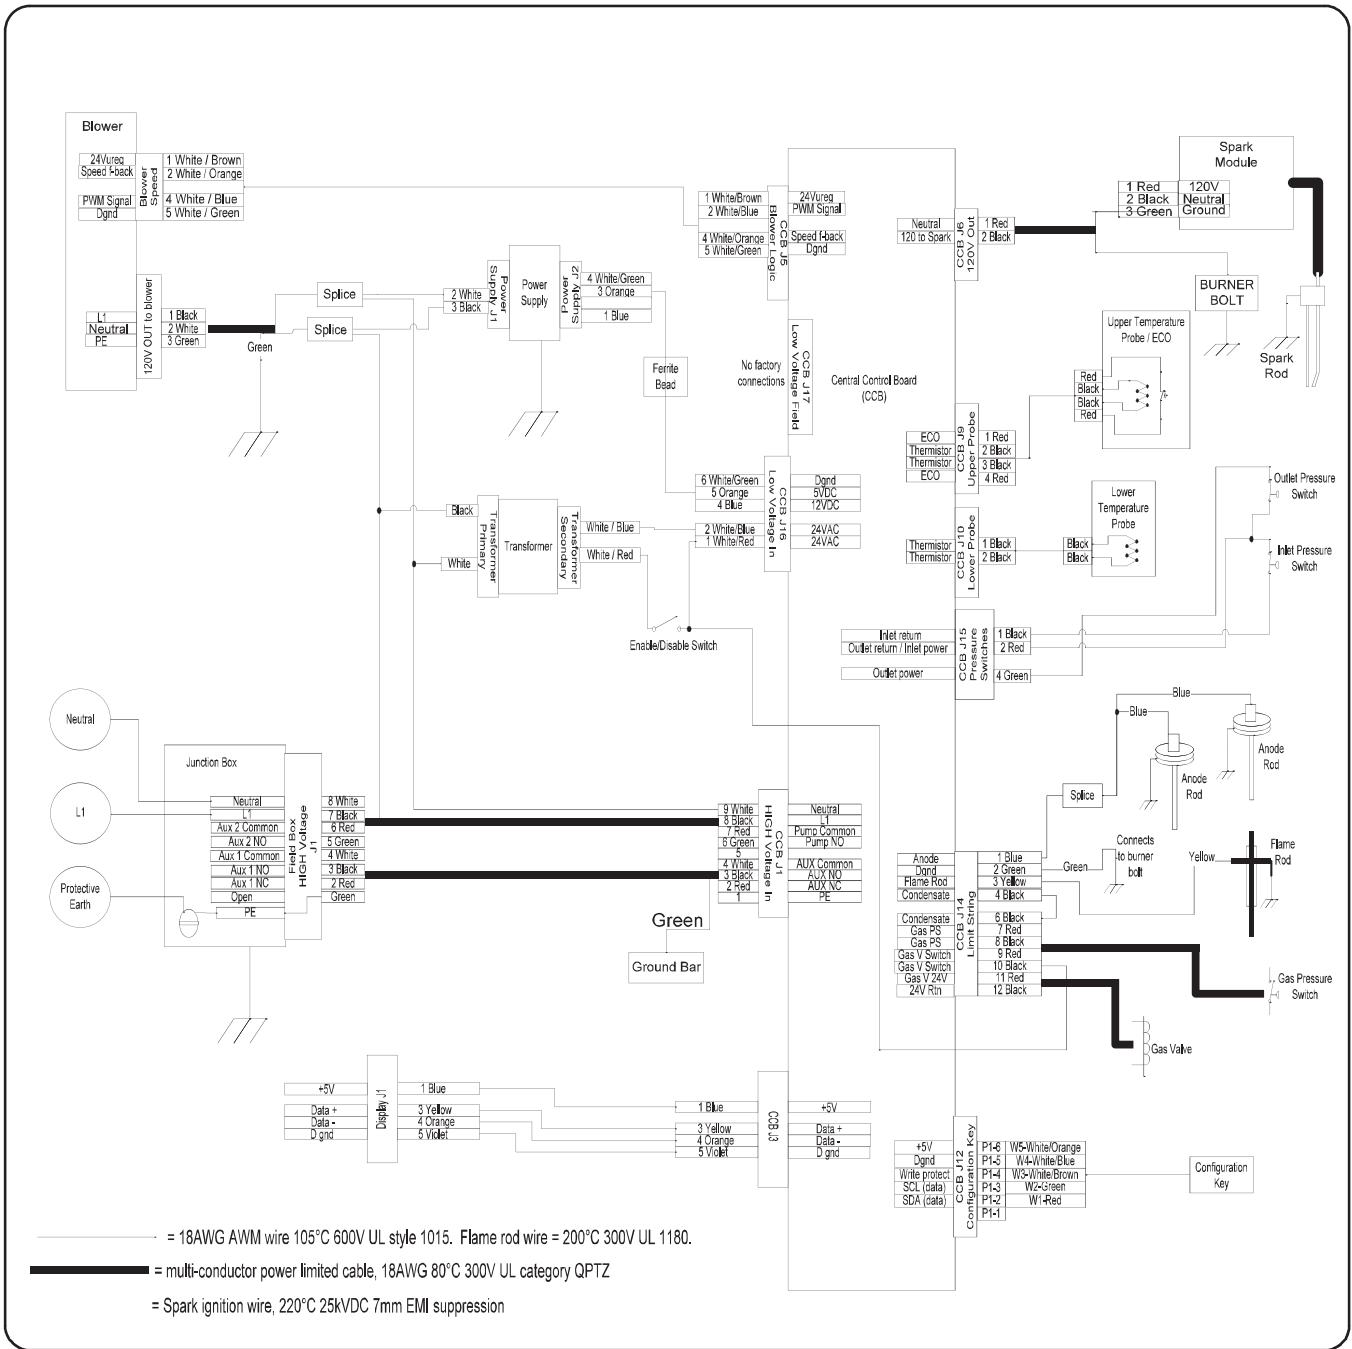 Blower
24Vureg
Speed f-back
PWM Signal
Dgnd
Blower Speed
1 White / Brown
2 White / Orange
4 White / Blue
5 White / Green
L1
Neutral
PE
120V OUT to blower
1 Black
2 White
3 Green
Green
Splice
Splice
2 White
3 Black
Power Supply J1
Power Supply
Power Supply J2
4 White/Green
3 Orange
1 Blue
Ferrite Bead
1 White/Brown
2 White/Blue
4 White/Orange
5 White/Green
CCB J5
Blower Logic
24Vureg
PWM Signal
Speed f-back
Dgnd
No factory connections
CCB J17
Low Voltage Field
Central Control Board
(CCB)
6 White/Green
5 Orange
4 Blue
2 White/Blue
1 White/Red
CCB J16
Low Voltage In
Dgnd
5VDC
12VDC
24VAC
24VAC
Black
White
Transformer Primary
Transformer
Transformer Secondary
White / Blue
White / Red
Enable/Disable Switch
Neutral
L1
Protective Earth
Junction Box
Neutral
L1
Aux 2 Common
Aux 2 NO
Aux 1 Common
Aux 1 NO
Aux 1 NC
Open
PE
Field Box
HIGH Voltage
J1
8 White
7 Black
6 Red
5 Green
4 White
3 Black
2 Red
Green
9 White
8 Black
7 Red
6 Green
5
4 White
3 Black
2 Red
1
CCB J1
HIGH Voltage In
Neutral
L1
Pump Common
Pump NO
AUX Common
AUX NO
AUX NC
PE
Green
Ground Bar
+5V
Data +
Data -
D gnd
Display J1
1 Blue
3 Yellow
4 Orange
5 Violet
1 Blue
3 Yellow
4 Orange
5 Violet
CCB J3
+5V
Data +
Data -
D gnd
Neutral
120 to Spark
CCB J6
120V Out
1 Red
2 Black
Spark Module
1 Red
2 Black
3 Green
120V
Neutral
Ground
BURNER BOLT
Spark Rod
Upper Temperature Probe / ECO
Red
Black
Black
Red
ECO
Thermistor
Thermistor
ECO
CCB J9
Upper Probe
1 Red
2 Black
3 Black
4 Red
Lower Temperature Probe
Black
Black
Thermistor
Thermistor
CCB J10
Lower Probe
1 Black
2 Black
Outlet Pressure Switch
Inlet Pressure Switch
Inlet return
Outlet return / Inlet power
Outlet power
CCB J15
Pressure Switches
1 Black
2 Red
4 Green
Blue
Blue
Anode Rod
Anode Rod
Splice
Connects to burner bolt
Green
Yellow
Flame Rod
Anode
Dgnd
Flame Rod
Condensate
Condensate
Gas PS
Gas PS
Gas V Switch
Gas V Switch
Gas V 24V
24V Rtn
CCB J14
Limit String
1 Blue
2 Green
3 Yellow
4 Black
6 Black
7 Red
8 Black
9 Red
10 Black
11 Red
12 Black
Gas Pressure Switch
Gas Valve
+5V
Dgnd
Write protect
SCL (data)
SDA (data)
CCB J12
Configuration Key
P1-6
P1-5
P1-4
P1-3
P1-2
P1-1
W5-White/Orange
W4-White/Blue
W3-White/Brown
W2-Green
W1-Red
Configuration Key
= 18AWG AWM wire 105°C 600V UL style 1015. Flame rod wire = 200°C 300V UL 1180.
= multi-conductor power limited cable, 18AWG 80°C 300V UL category QPTZ
= Spark ignition wire, 220°C 25kVDC 7mm EMI suppression